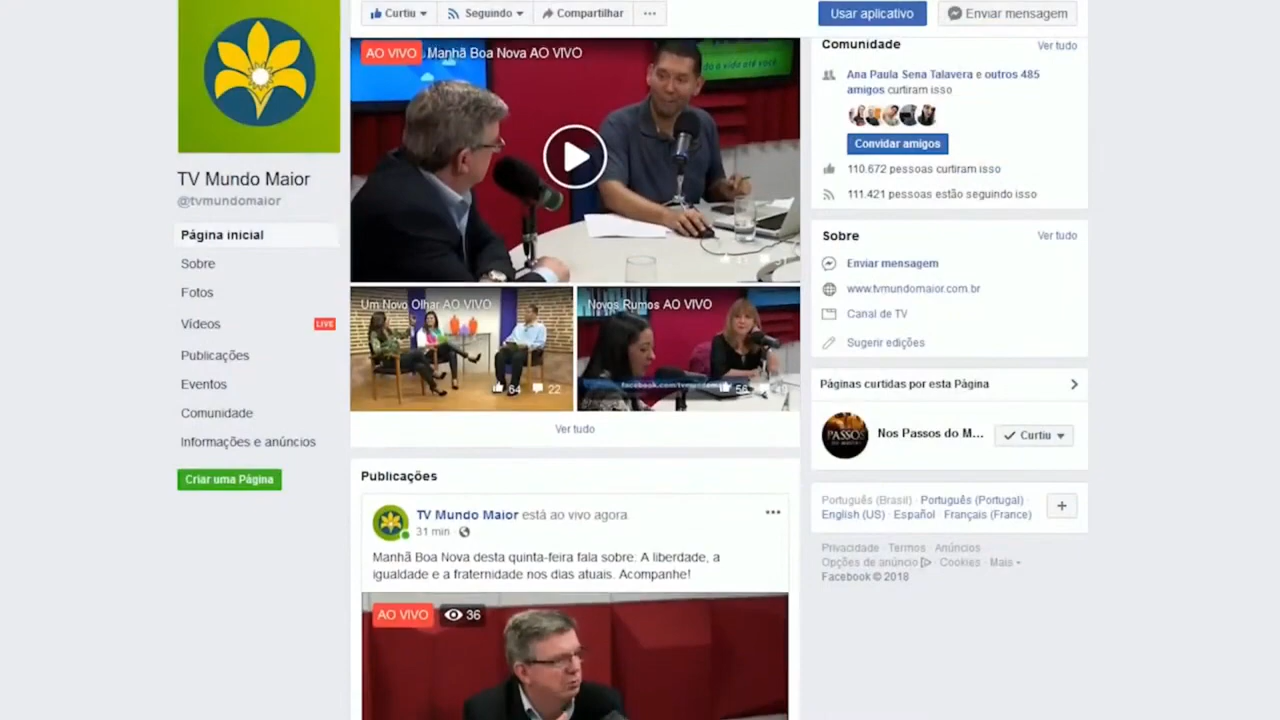 Curtiu
Seguindo
Compartilhar
Usar aplicativo
Enviar mensagem
TV Mundo Maior
@tvmundomaior
Página inicial
Sobre
Fotos
Vídeos
LIVE
Publicações
Eventos
Comunidade
Informações e anúncios
Criar uma Página
AO VIVO
Manhã Boa Nova AO VIVO
do a vida até você
Um Novo Olhar AO VIVO
64
22
Novos Rumos AO VIVO
56
Ver tudo
Publicações
TV Mundo Maior está ao vivo agora
31 min
Manhã Boa Nova desta quinta-feira fala sobre: A liberdade, a
igualdade e a fraternidade nos dias atuais. Acompanhe!
AO VIVO
36
Comunidade
Ver tudo
Ana Paula Sena Talavera e outros 485
amigos curtiram isso
Convidar amigos
110.672 pessoas curtiram isso
111.421 pessoas estão seguindo isso
Sobre
Ver tudo
Enviar mensagem
www.tvmundomaior.com.br
Canal de TV
Sugerir edições
Páginas curtidas por esta Página
PASSOS
Nos Passos do M...
Curtiu
Português (Brasil) · Português (Portugal) ·
English (US) · Español · Français (France)
Privacidade · Termos · Anúncios ·
Opções de anúncio · Cookies · Mais
Facebook © 2018